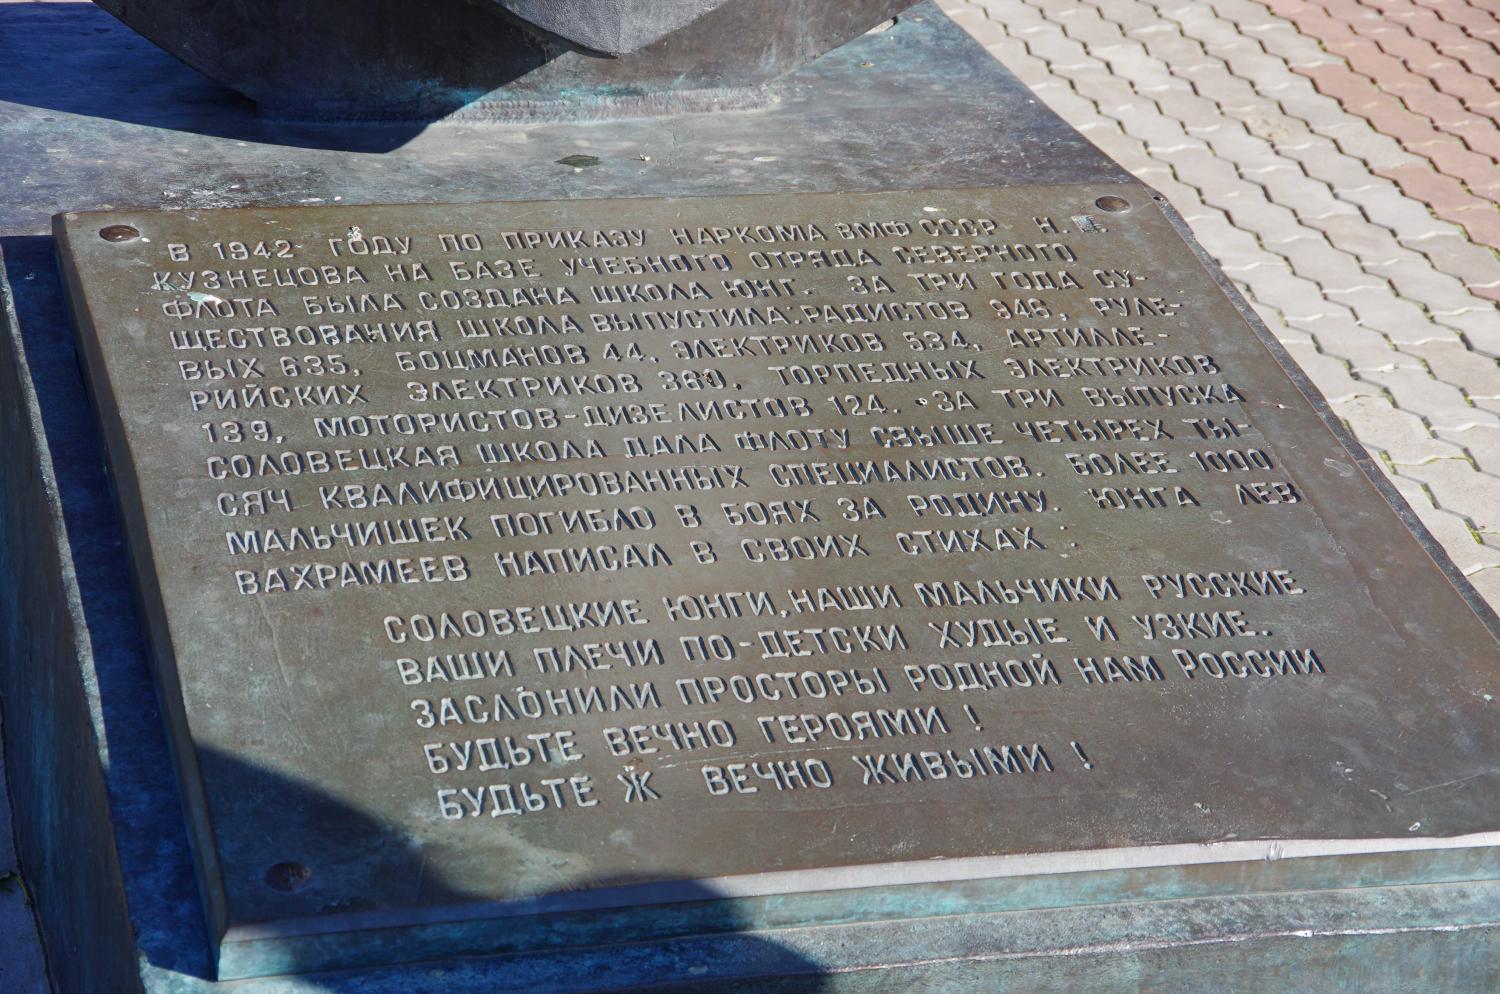 В 1942 ГОДУ ПО ПРИКАЗУ НАРКОМА ВМФ СССР Н. Г.
КУЗНЕЦОВА НА БАЗЕ УЧЕБНОГО ОТРЯДА СЕВЕРНОГО
ФЛОТА БЫЛА СОЗДАНА ШКОЛА ЮНГ. ЗА ТРИ ГОДА СУ-
ЩЕСТВОВАНИЯ ШКОЛА ВЫПУСТИЛА: РАДИСТОВ 946, РУЛЕ-
ВЫХ 635, БОЦМАНОВ 44, ЭЛЕКТРИКОВ 534, АРТИЛЛЕ-
РИЙСКИХ ЭЛЕКТРИКОВ 360, ТОРПЕДНЫХ ЭЛЕКТРИКОВ
139, МОТОРИСТОВ-ДИЗЕЛИСТОВ 124. ЗА ТРИ ВЫПУСКА
СОЛОВЕЦКАЯ ШКОЛА ДАЛА ФЛОТУ СВЫШЕ ЧЕТЫРЕХ ТЫ-
СЯЧ КВАЛИФИЦИРОВАННЫХ СПЕЦИАЛИСТОВ. БОЛЕЕ 1000
МАЛЬЧИШЕК ПОГИБЛО В БОЯХ ЗА РОДИНУ. ЮНГА ЛЕВ
ВАХРАМЕЕВ НАПИСАЛ В СВОИХ СТИХАХ :
СОЛОВЕЦКИЕ ЮНГИ, НАШИ МАЛЬЧИКИ РУССКИЕ
ВАШИ ПЛЕЧИ ПО-ДЕТСКИ ХУДЫЕ И УЗКИЕ.
ЗАСЛОНИЛИ ПРОСТОРЫ РОДНОЙ НАМ РОССИИ
БУДЬТЕ ВЕЧНО ГЕРОЯМИ !
БУДЬТЕ Ж ВЕЧНО ЖИВЫМИ !